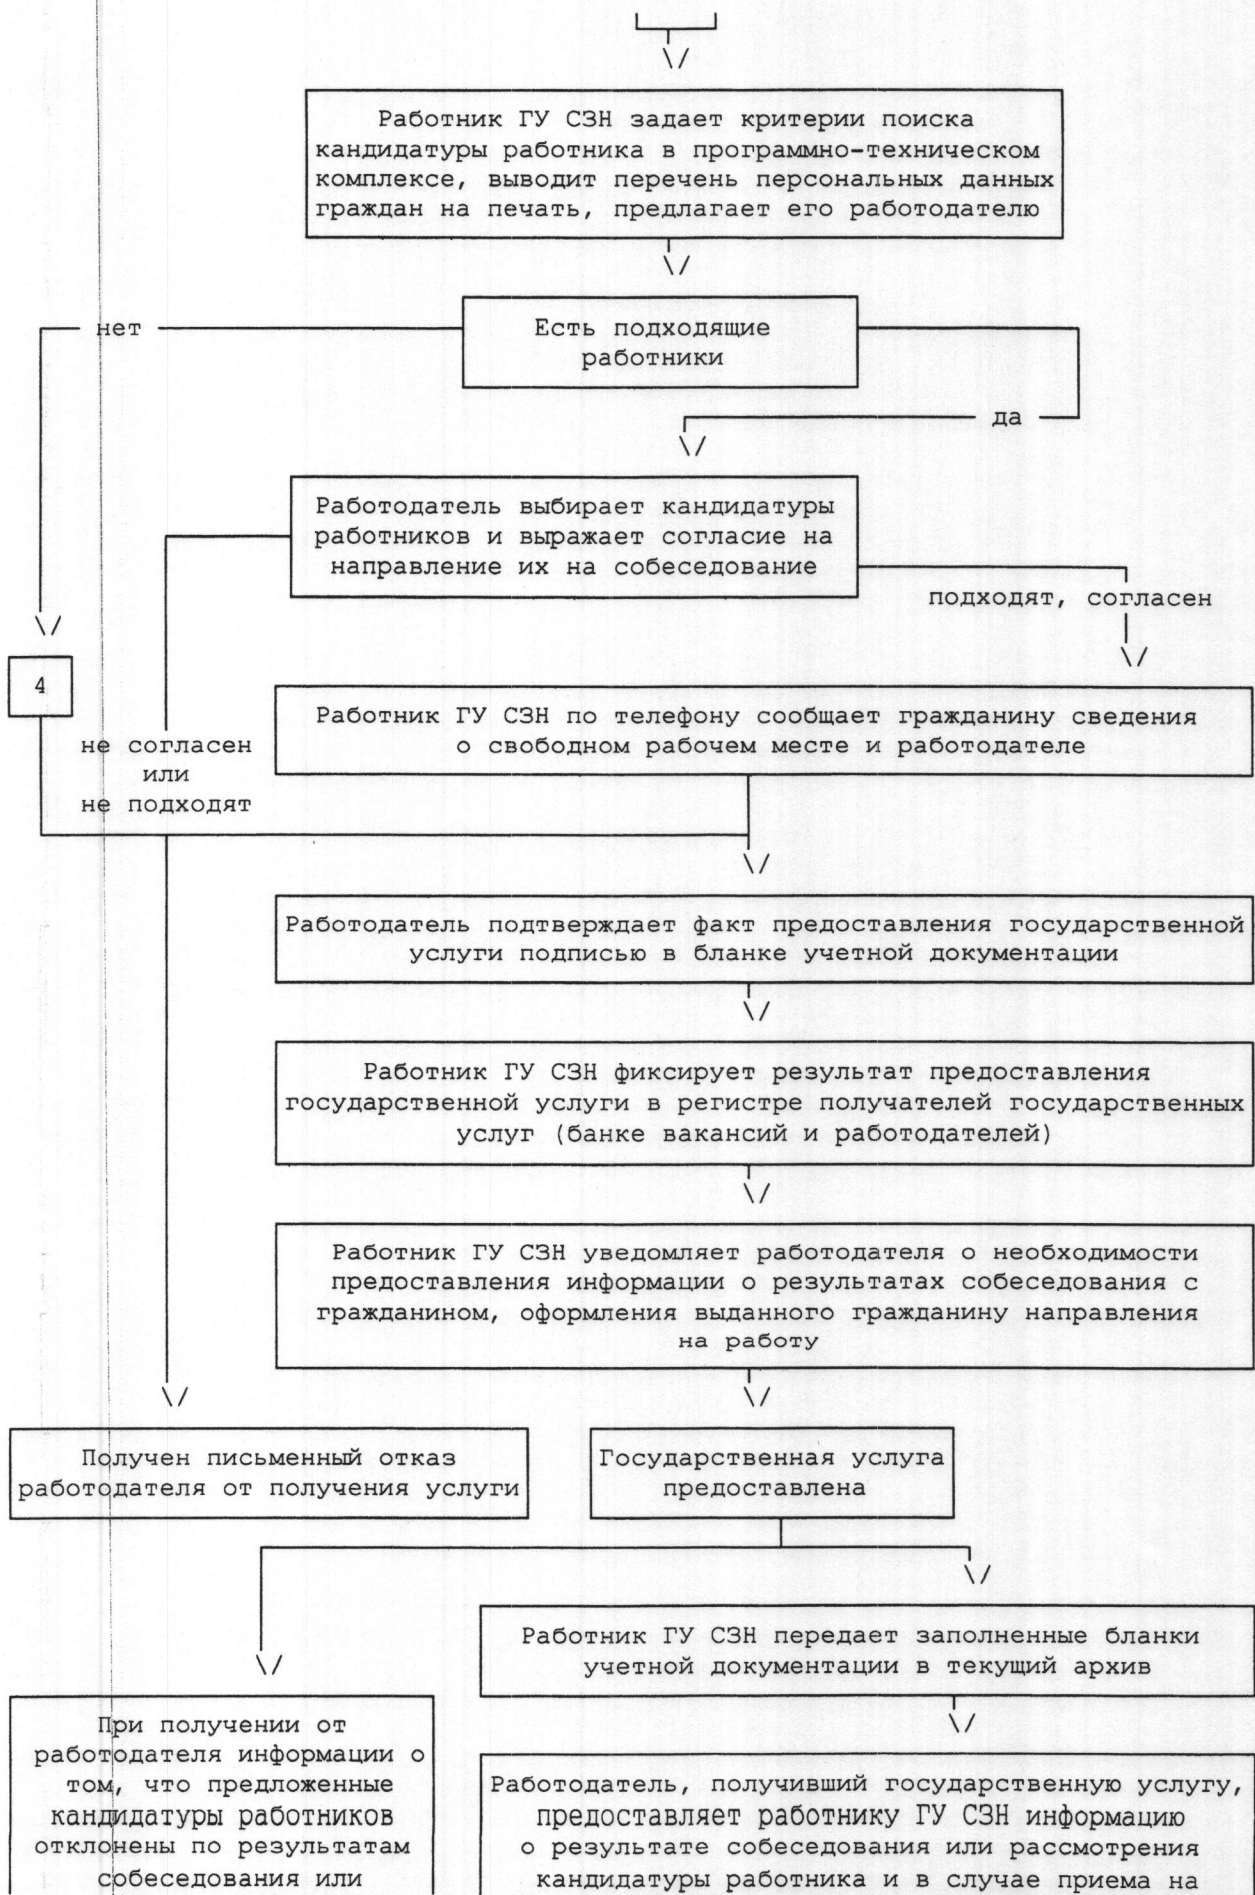 Работник ГУ СЗН задает критерии поиска
кандидатуры работника в программно-техническом
комплексе, выводит перечень персональных данных
граждан на печать, предлагает его работодателю
нет
Есть подходящие
работники
да
Работодатель выбирает кандидатуры
работников и выражает согласие на
направление их на собеседование
подходят, согласен
4
Работник ГУ СЗН по телефону сообщает гражданину сведения
о свободном рабочем месте и работодателе
не согласен
или
не подходят
Работодатель подтверждает факт предоставления государственной
услуги подписью в бланке учетной документации
Работник ГУ СЗН фиксирует результат предоставления
государственной услуги в регистре получателей государственных
услуг (банке вакансий и работодателей)
Работник ГУ СЗН уведомляет работодателя о необходимости
предоставления информации о результатах собеседования с
гражданином, оформления выданного гражданину направления
на работу
Получен письменный отказ
работодателя от получения услуги
Государственная услуга
предоставлена
Работник ГУ СЗН передает заполненные бланки
учетной документации в текущий архив
При получении от
работодателя информации о
том, что предложенные
кандидатуры работников
отклонены по результатам
собеседования или
Работодатель, получивший государственную услугу,
предоставляет работнику ГУ СЗН информацию
о результате собеседования или рассмотрения
кандидатуры работника и в случае приема на